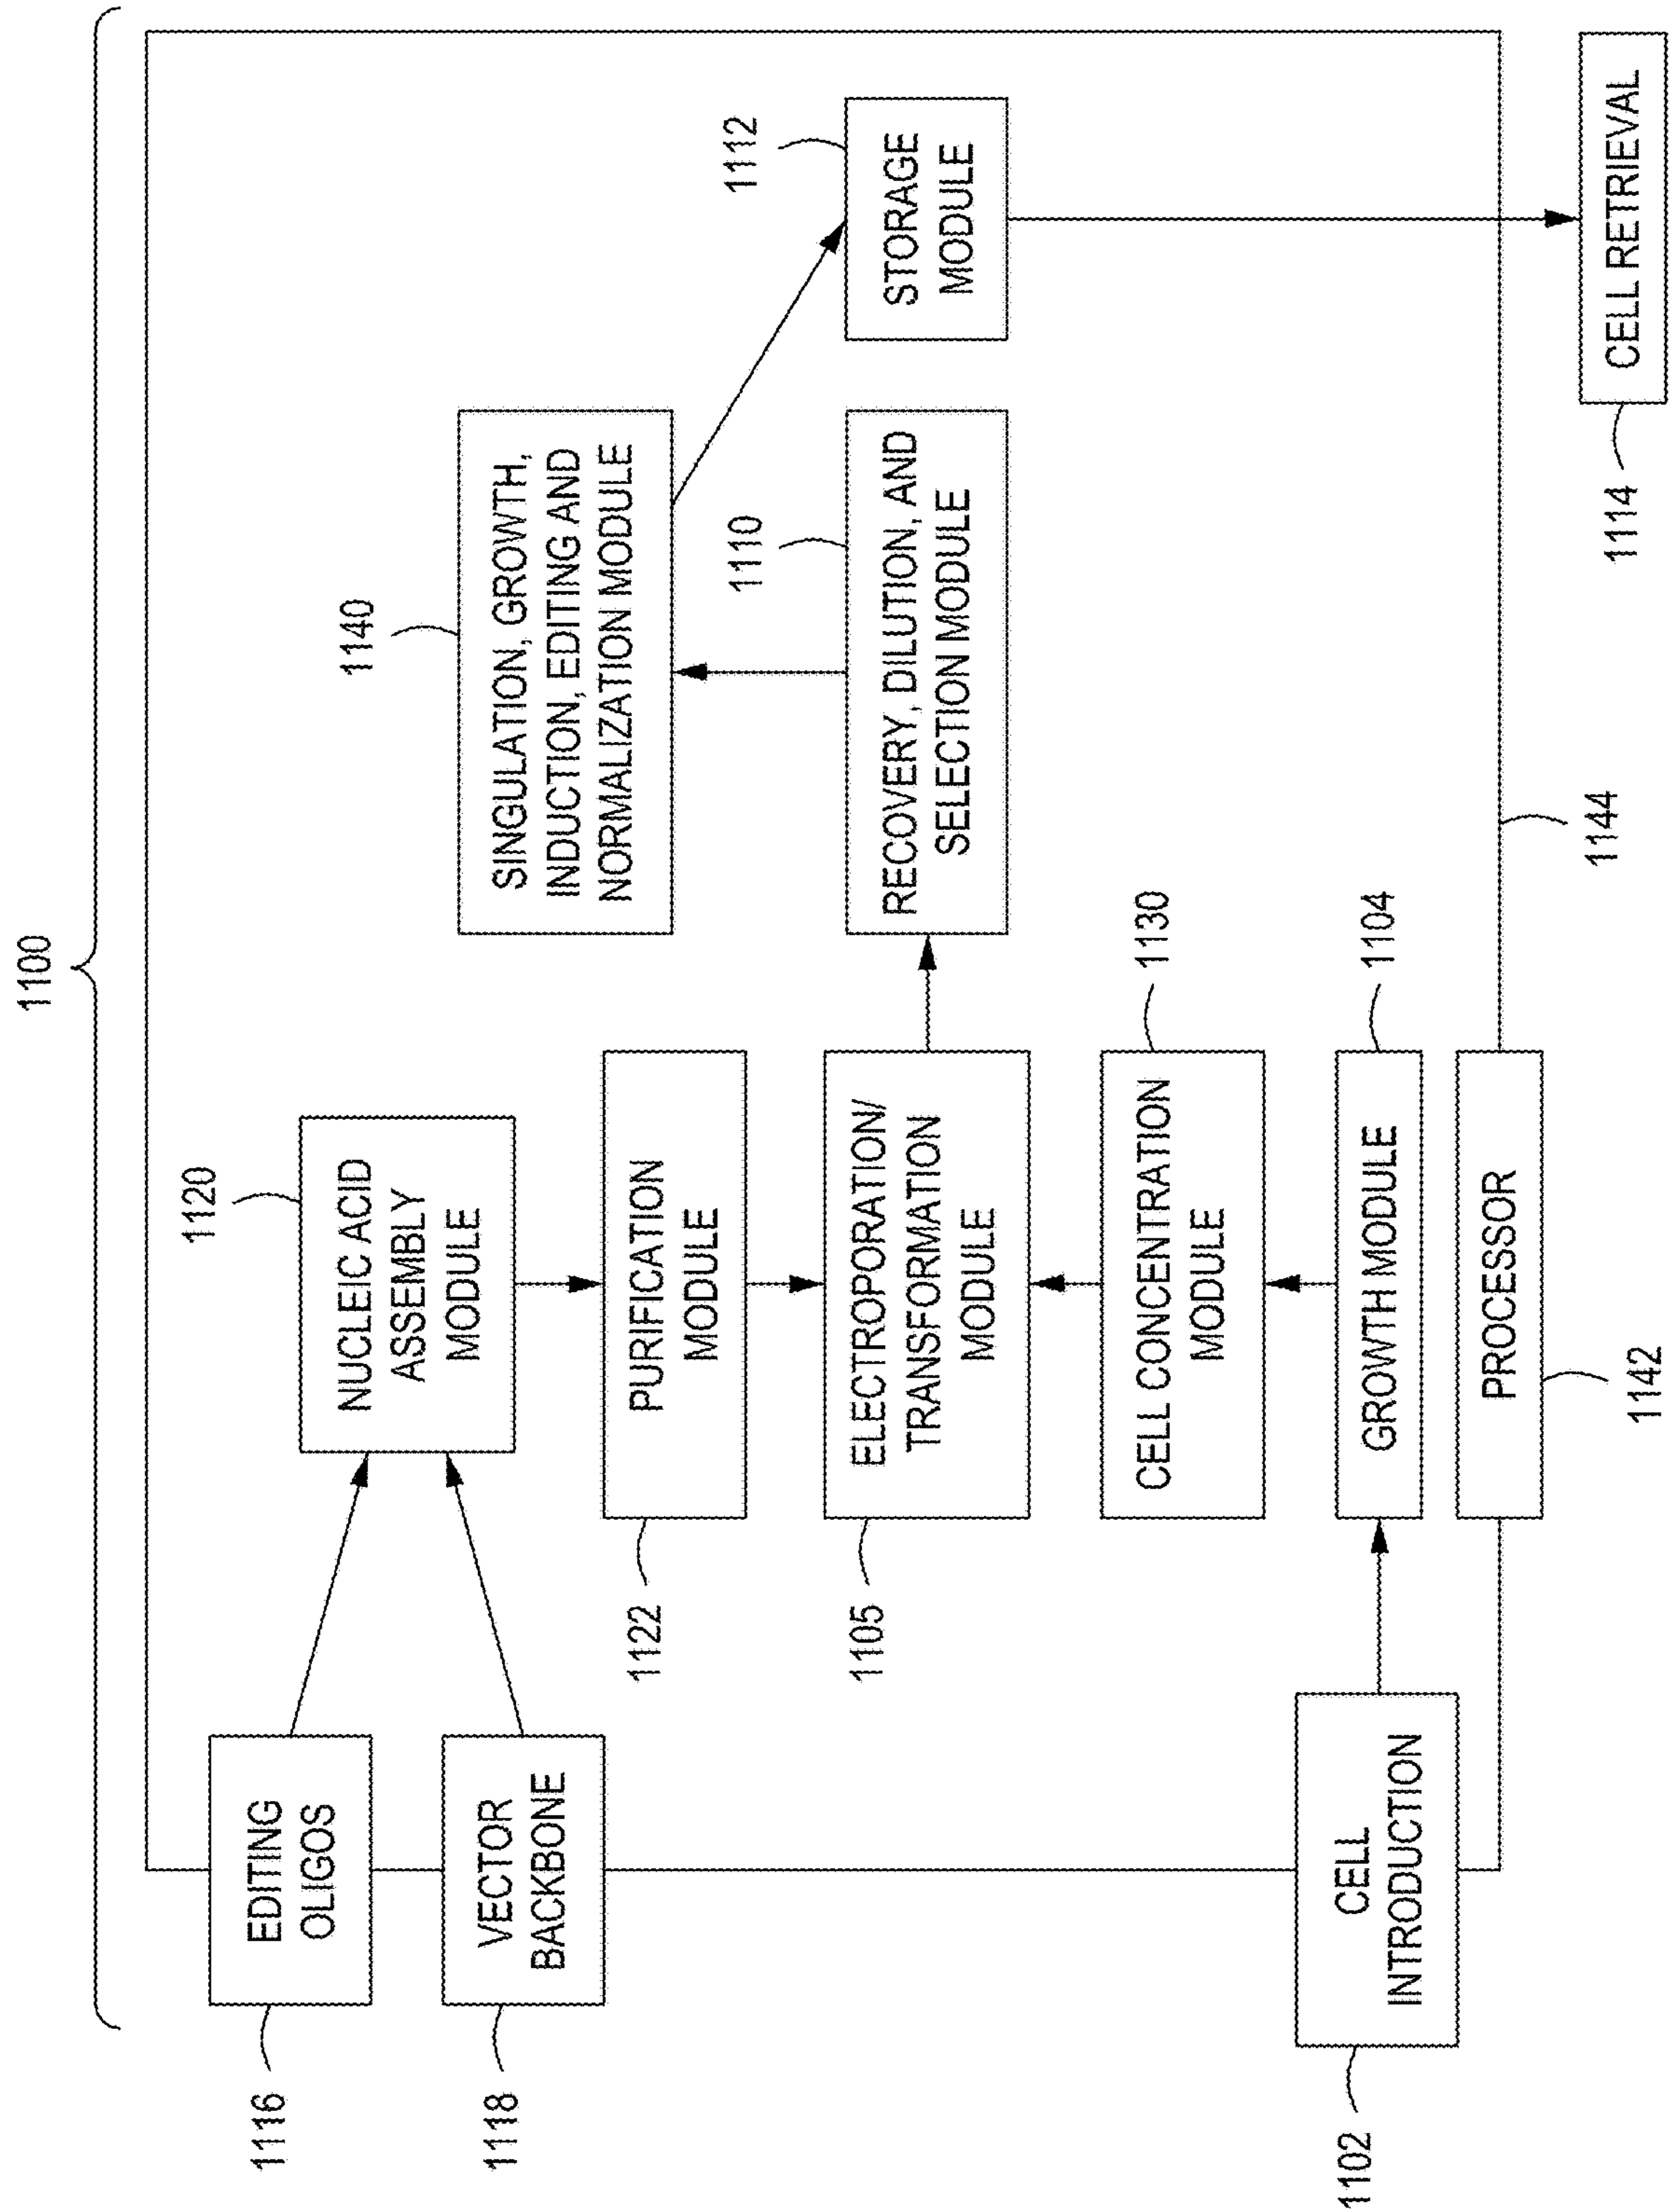 1100
1116
EDITING
OLIGOS
1118
VECTOR
BACKBONE
1120
NUCLEIC ACID
ASSEMBLY
MODULE
1122
PURIFICATION
MODULE
1105
ELECTROPORATION/
TRANSFORMATION
MODULE
1130
CELL CONCENTRATION
MODULE
1102
CELL
INTRODUCTION
1104
GROWTH MODULE
1142
PROCESSOR
1144
1140
SINGULATION, GROWTH,
INDUCTION, EDITING AND
NORMALIZATION MODULE
1110
RECOVERY, DILUTION, AND
SELECTION MODULE
1112
STORAGE
MODULE
1114
CELL RETRIEVAL